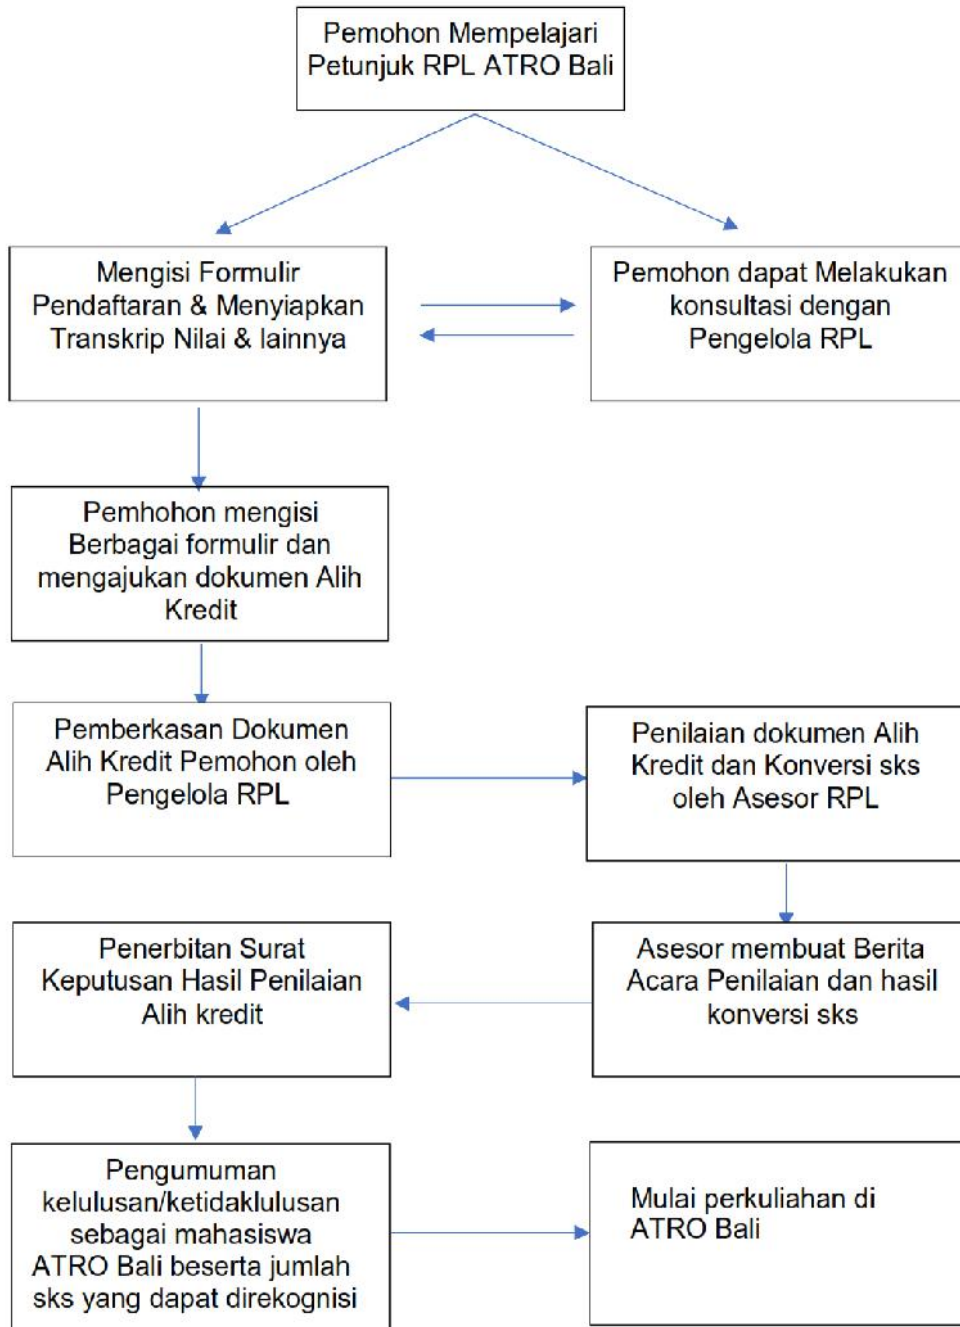 Pemohon Mempelajari
Petunjuk RPL ATRO Bali
Mengisi Formulir
Pendaftaran & Menyiapkan
Transkrip Nilai & lainnya
Pemohon dapat Melakukan
konsultasi dengan
Pengelola RPL
Pemhohon mengisi
Berbagai formulir dan
mengajukan dokumen Alih
Kredit
Pemberkasan Dokumen
Alih Kredit Pemohon oleh
Pengelola RPL
Penilaian dokumen Alih
Kredit dan Konversi sks
oleh Asesor RPL
Asesor membuat Berita
Acara Penilaian dan hasil
konversi sks
Penerbitan Surat
Keputusan Hasil Penilaian
Alih kredit
Pengumuman
kelulusan/ketidaklulusan
sebagai mahasiswa
ATRO Bali beserta jumlah
sks yang dapat direkognisi
Mulai perkuliahan di
ATRO Bali